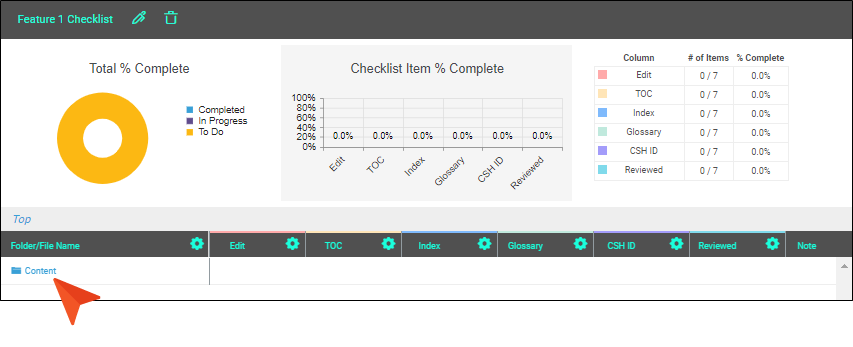 Feature 1 Checklist
Total % Complete
Completed
In Progress
To Do
Checklist Item % Complete
100%
80%
60%
40%
20%
0%
0.0% 0.0% 0.0% 0.0% 0.0% 0.0%
Edit TOC Index Glossary CSH ID Reviewed
Column # of Items % Complete
Edit 0 / 7 0.0%
TOC 0 / 7 0.0%
Index 0 / 7 0.0%
Glossary 0 / 7 0.0%
CSH ID 0 / 7 0.0%
Reviewed 0 / 7 0.0%
Top
Folder/File Name Edit TOC Index Glossary CSH ID Reviewed Note
Content